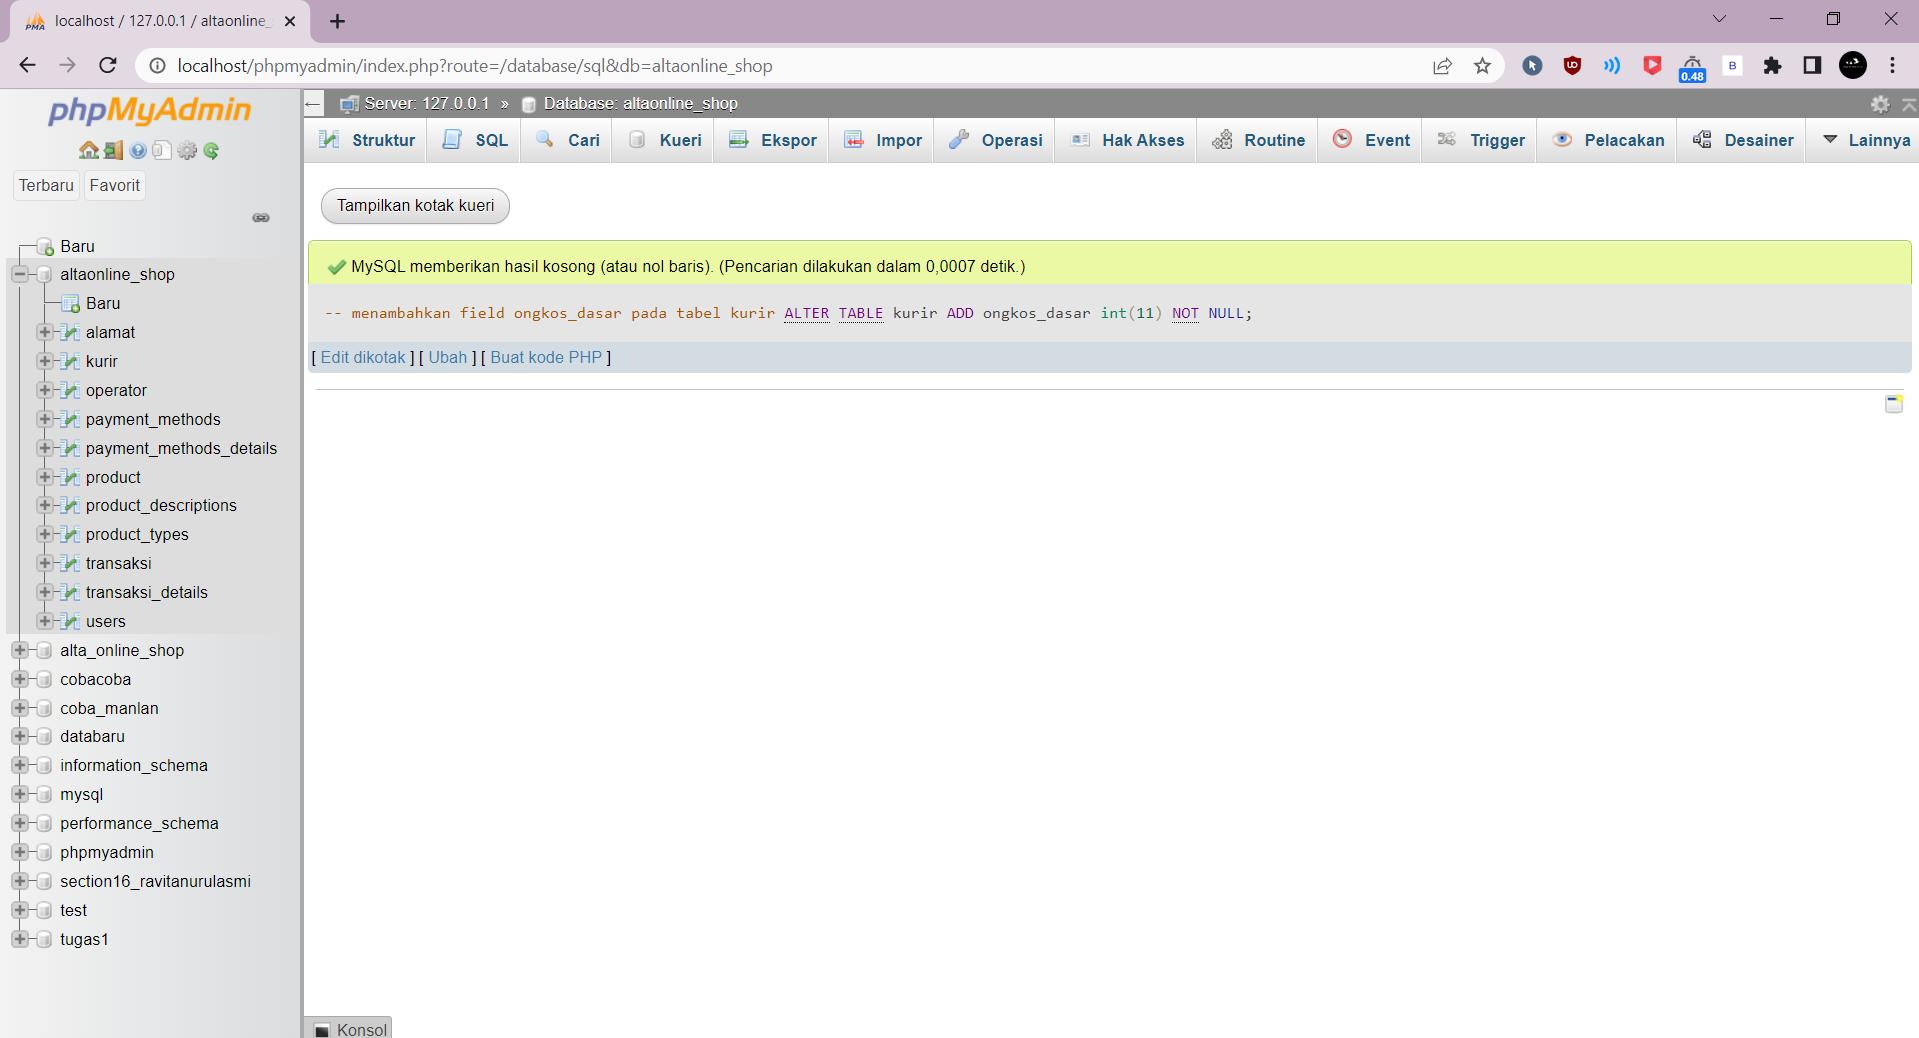 localhost / 127.0.0.1 / altaonline_
localhost/phpmyadmin/index.php?route=/database/sql&db=altaonline_shop
0.48
B
phpMyAdmin
Server: 127.0.0.1 » Database: altaonline_shop
Struktur SQL Cari Kueri Ekspor Impor Operasi Hak Akses Routine Event Trigger Pelacakan Desainer Lainnya
Terbaru Favorit
Baru
altaonline_shop
Baru
alamat
kurir
operator
payment_methods
payment_methods_details
product
product_descriptions
product_types
transaksi
transaksi_details
users
alta_online_shop
cobacoba
coba_manlan
databaru
information_schema
mysql
performance_schema
phpmyadmin
section16_ravitanurulasmi
test
tugas1
Tampilkan kotak kueri
MySQL memberikan hasil kosong (atau nol baris). (Pencarian dilakukan dalam 0,0007 detik.)
-- menambahkan field ongkos_dasar pada tabel kurir ALTER TABLE kurir ADD ongkos_dasar int(11) NOT NULL;
[ Edit dikotak ] [ Ubah ] [ Buat kode PHP ]
Konsol